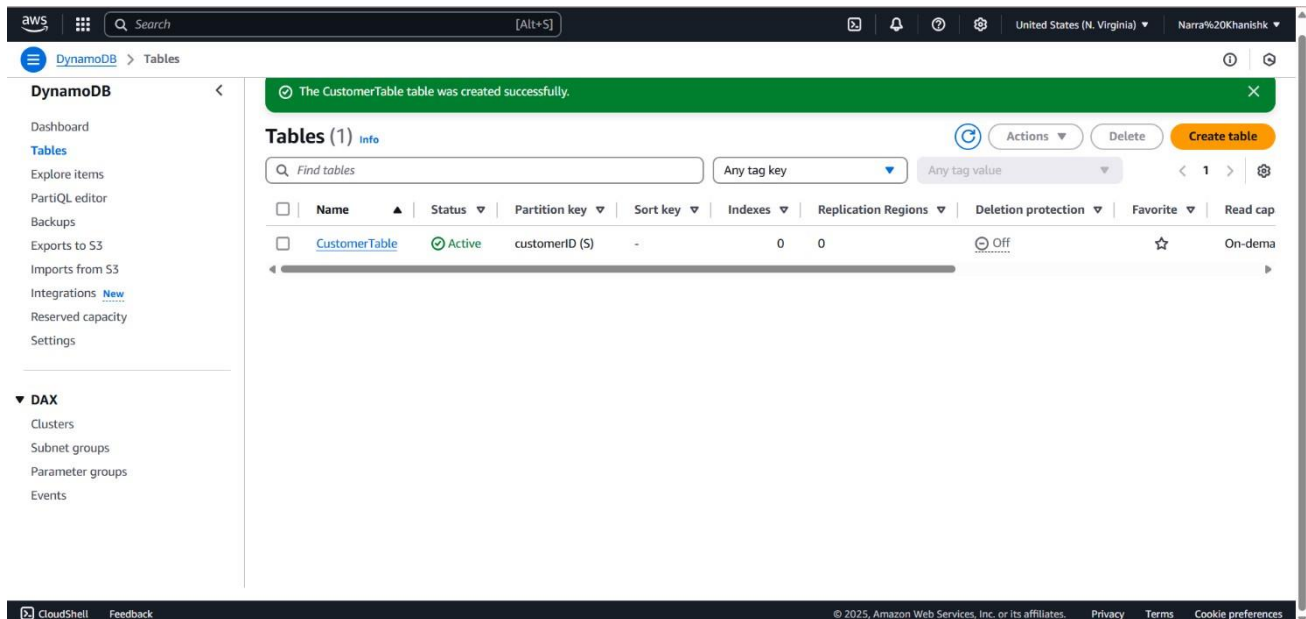 aws Search [Alt+S] United States (N. Virginia) Narra%20Khanishk
DynamoDB > Tables
DynamoDB
Dashboard
Tables
Explore items
PartiQL editor
Backups
Exports to S3
Imports from S3
Integrations New
Reserved capacity
Settings
DAX
Clusters
Subnet groups
Parameter groups
Events
The CustomerTable table was created successfully.
Tables (1) Info Actions Delete Create table
Find tables Any tag key Any tag value 1
Name Status Partition key Sort key Indexes Replication Regions Deletion protection Favorite Read cap
CustomerTable Active customerID (S) - 0 0 Off On-dema
CloudShell Feedback © 2025, Amazon Web Services, Inc. or its affiliates. Privacy Terms Cookie preferences